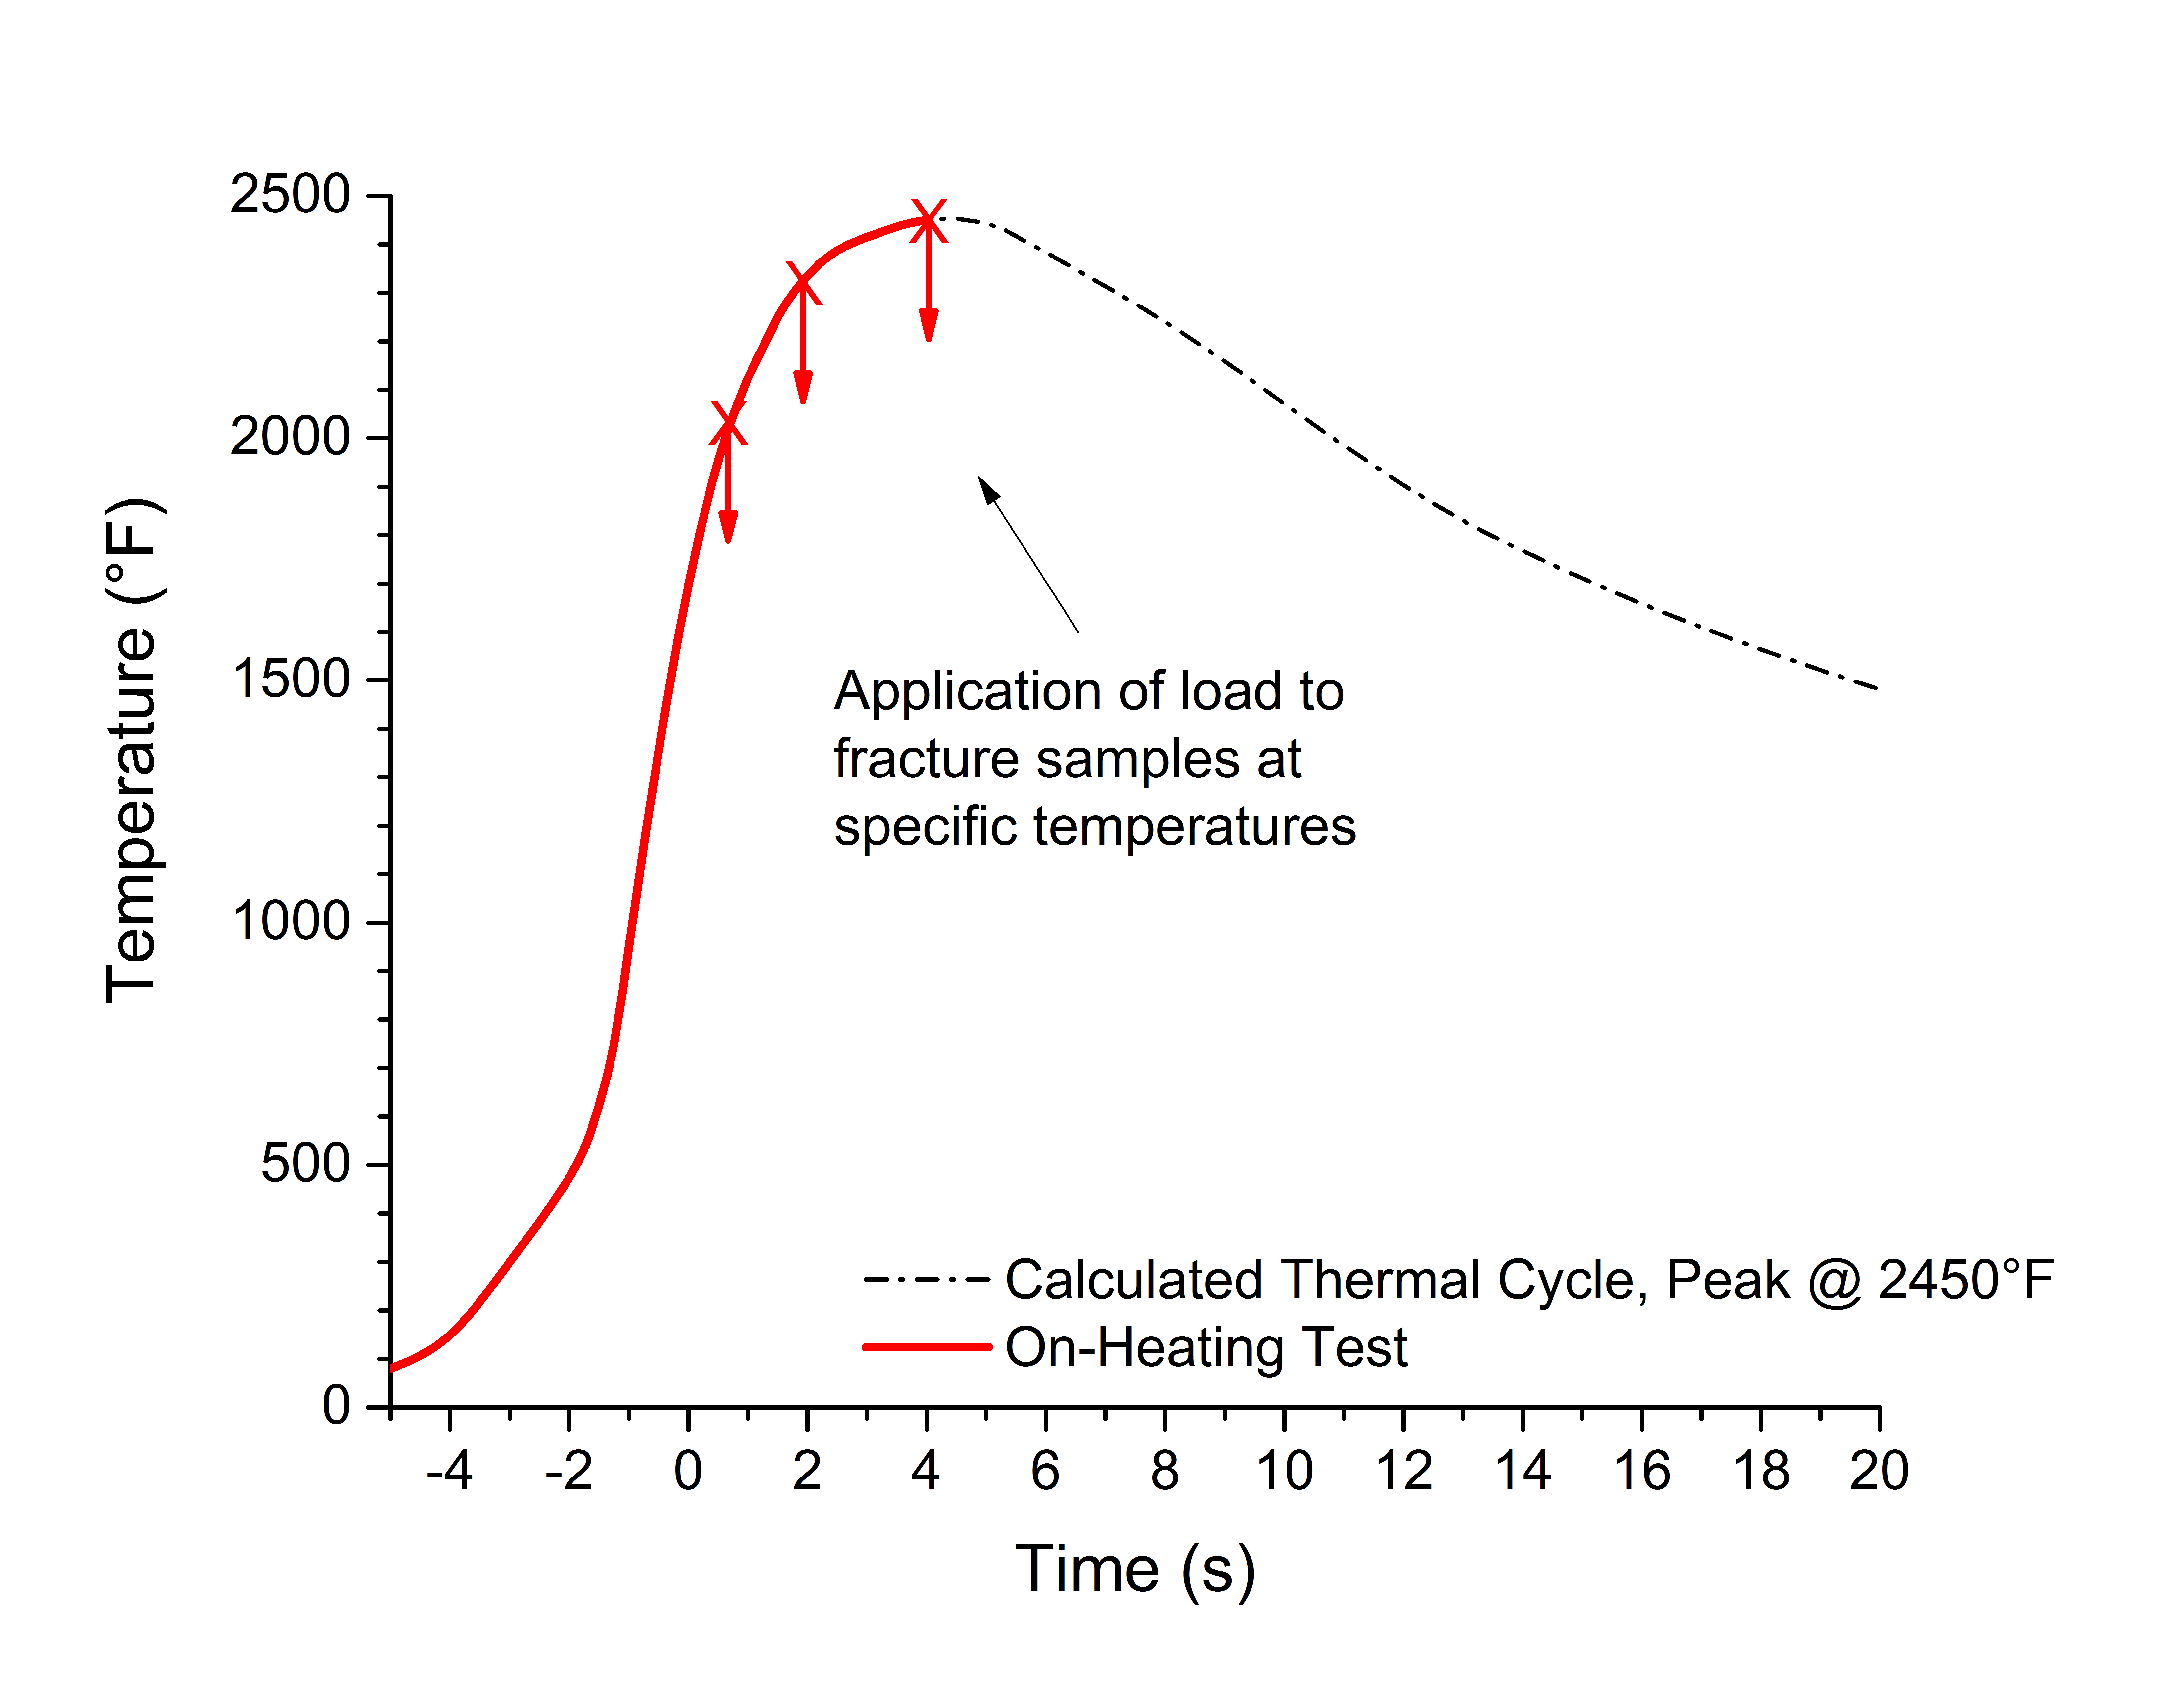 2500
2000
1500
1000
500
0
Temperature (°F)
X
X
X
Application of load to
fracture samples at
specific temperatures
Calculated Thermal Cycle, Peak @ 2450°F
On-Heating Test
-4 -2 0 2 4 6 8 10 12 14 16 18 20
Time (s)